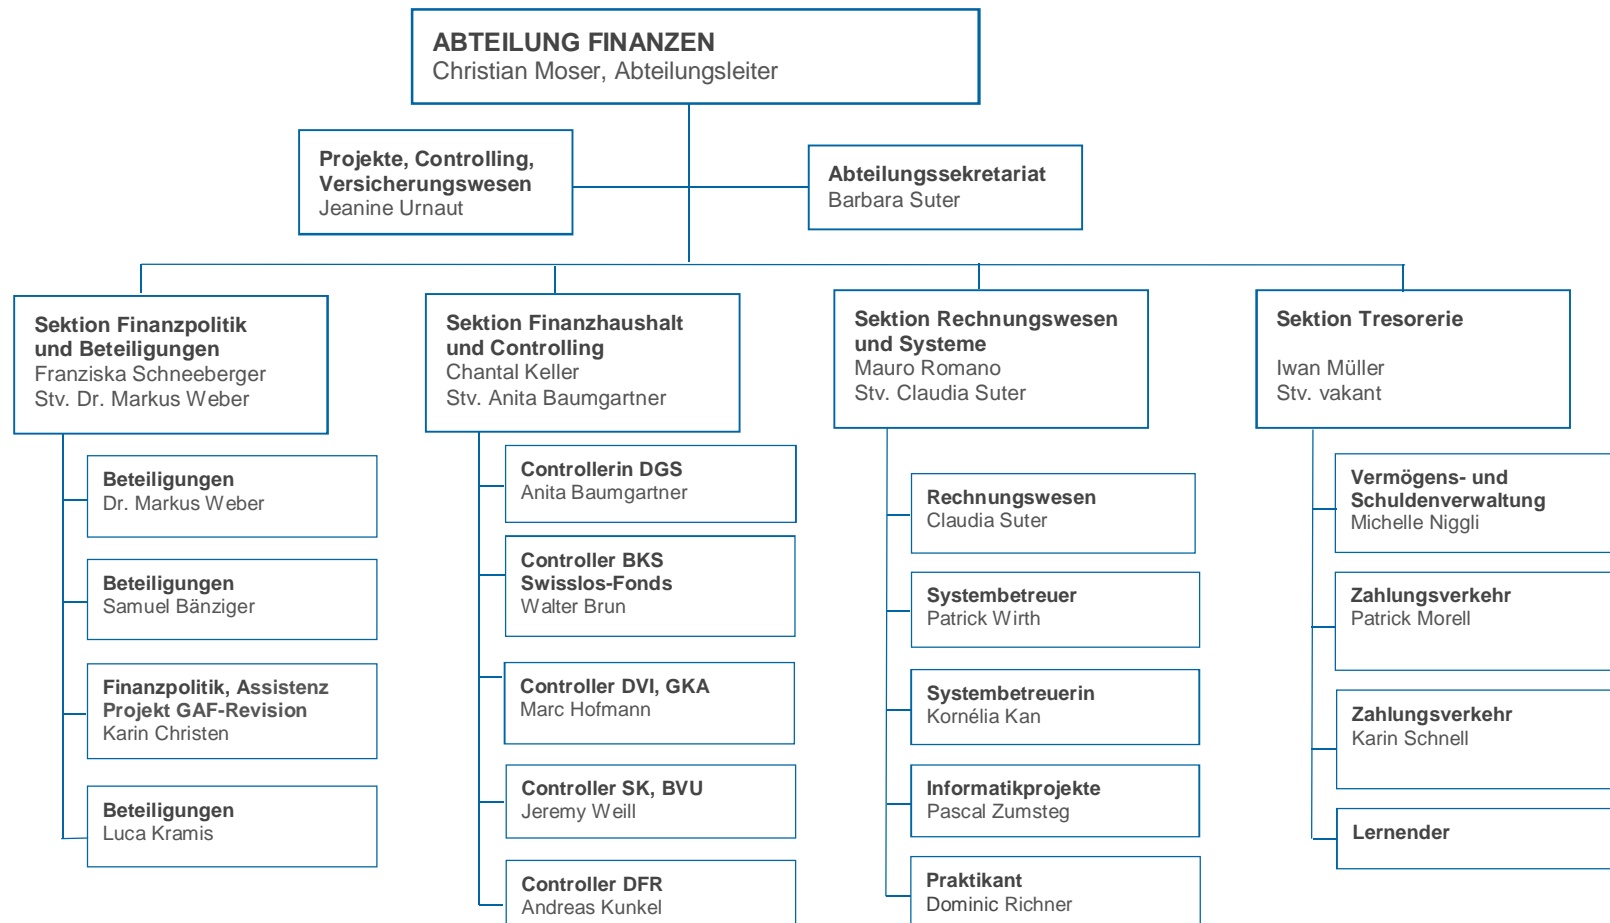 ABTEILUNG FINANZEN
Christian Moser, Abteilungsleiter
Projekte, Controlling,
Versicherungswesen
Jeanine Urnaut
Abteilungssekretariat
Barbara Suter
Sektion Finanzpolitik
und Beteiligungen
Franziska Schneeberger
Stv. Dr. Markus Weber
Beteiligungen
Dr. Markus Weber
Beteiligungen
Samuel Bänziger
Finanzpolitik, Assistenz
Projekt GAF-Revision
Karin Christen
Beteiligungen
Luca Kramis
Sektion Finanzhaushalt
und Controlling
Chantal Keller
Stv. Anita Baumgartner
Controllerin DGS
Anita Baumgartner
Controller BKS
Swisslos-Fonds
Walter Brun
Controller DVI, GKA
Marc Hofmann
Controller SK, BVU
Jeremy Weill
Controller DFR
Andreas Kunkel
Sektion Rechnungswesen
und Systeme
Mauro Romano
Stv. Claudia Suter
Rechnungswesen
Claudia Suter
Systembetreuer
Patrick Wirth
Systembetreuerin
Kornélia Kan
Informatikprojekte
Pascal Zumsteg
Praktikant
Dominic Richner
Sektion Tresorerie
Iwan Müller
Stv. vakant
Vermögens- und
Schuldenverwaltung
Michelle Niggli
Zahlungsverkehr
Patrick Morell
Zahlungsverkehr
Karin Schnell
Lernender